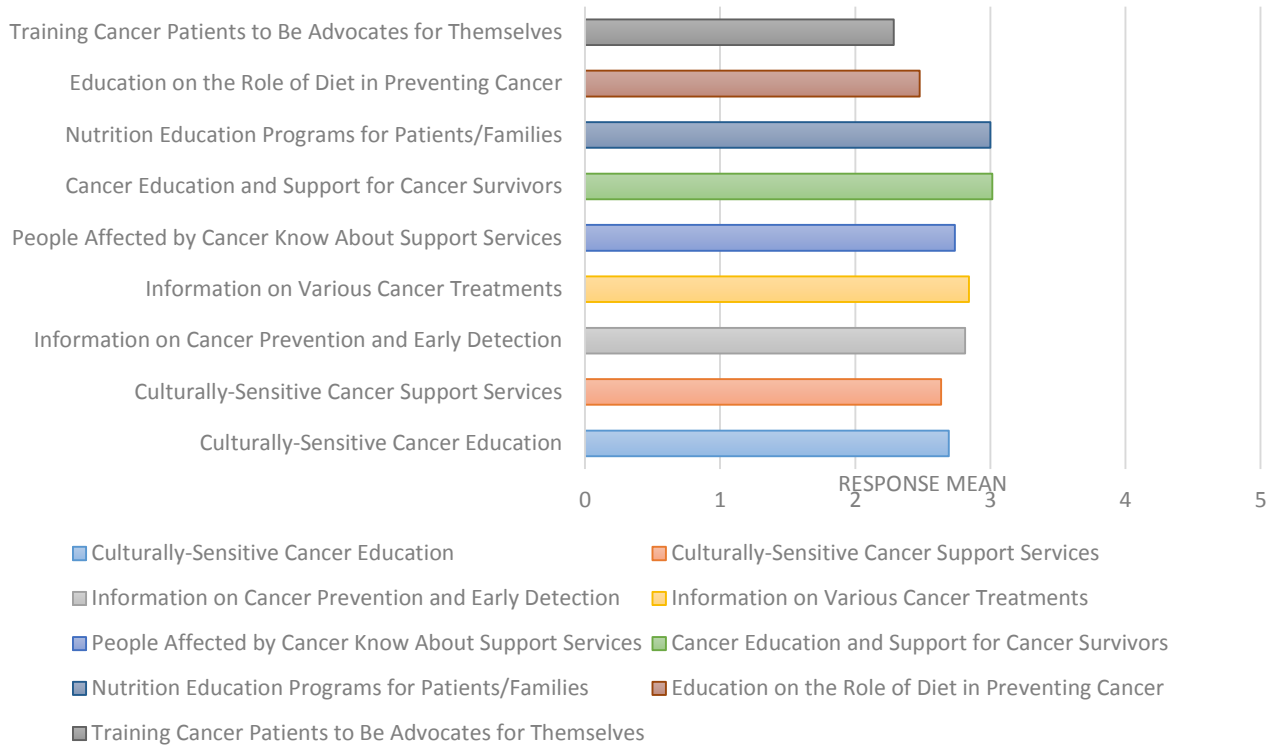 Training Cancer Patients to Be Advocates for Themselves
Education on the Role of Diet in Preventing Cancer
Nutrition Education Programs for Patients/Families
Cancer Education and Support for Cancer Survivors
People Affected by Cancer Know About Support Services
Information on Various Cancer Treatments
Information on Cancer Prevention and Early Detection
Culturally-Sensitive Cancer Support Services
Culturally-Sensitive Cancer Education
RESPONSE MEAN
0 1 2 3 4 5
Culturally-Sensitive Cancer Education
Culturally-Sensitive Cancer Support Services
Information on Cancer Prevention and Early Detection
Information on Various Cancer Treatments
People Affected by Cancer Know About Support Services
Cancer Education and Support for Cancer Survivors
Nutrition Education Programs for Patients/Families
Education on the Role of Diet in Preventing Cancer
Training Cancer Patients to Be Advocates for Themselves